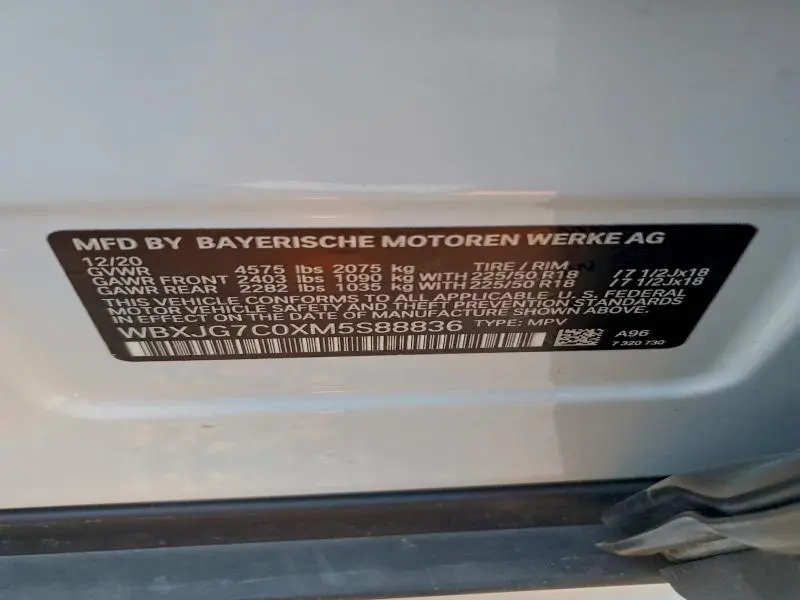 MFD BY BAYERISCHE MOTOREN WERKE AG
12/20 TIRE / RIM
GVWR 4575 lbs 2075 kg
GAWR FRONT 2403 lbs 1090 kg WITH 225/50 R18 /7 1/2Jx18
GAWR REAR 2282 lbs 1035 kg WITH 225/50 R18 /7 1/2Jx18
THIS VEHICLE CONFORMS TO ALL APPLICABLE U.S. FEDERAL
MOTOR VEHICLE SAFETY, BUMPER AND THEFT PREVENTION STANDARDS
IN EFFECT ON THE DATE OF MANUFACTURE SHOWN ABOVE.
WBXJG7C0XM5S88836 TYPE: MPV
A96
7 320 730